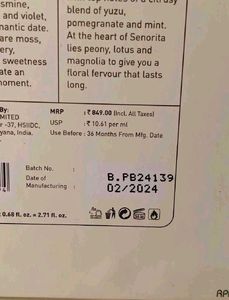 smine,
and violet,
mantic date.
are moss,
ery,
sweetness
ate an
moment.
blend of yuzu,
pomegranate and mint.
At the heart of Senorita
lies peony, lotus and
magnolia to give you a
floral fervour that lasts
long.
By:
IMITED
-37, HSIIDC,
yana, India.
MRP : ₹ 849.00 (Incl. All Taxes)
USP : ₹ 10.61 per ml
Use Before : 36 Months From Mfg. Date
Batch No. :
B.PB24139
Date of
Manufacturing :
02/2024
: 0.68 fl. oz. = 2.71 fl. oz.